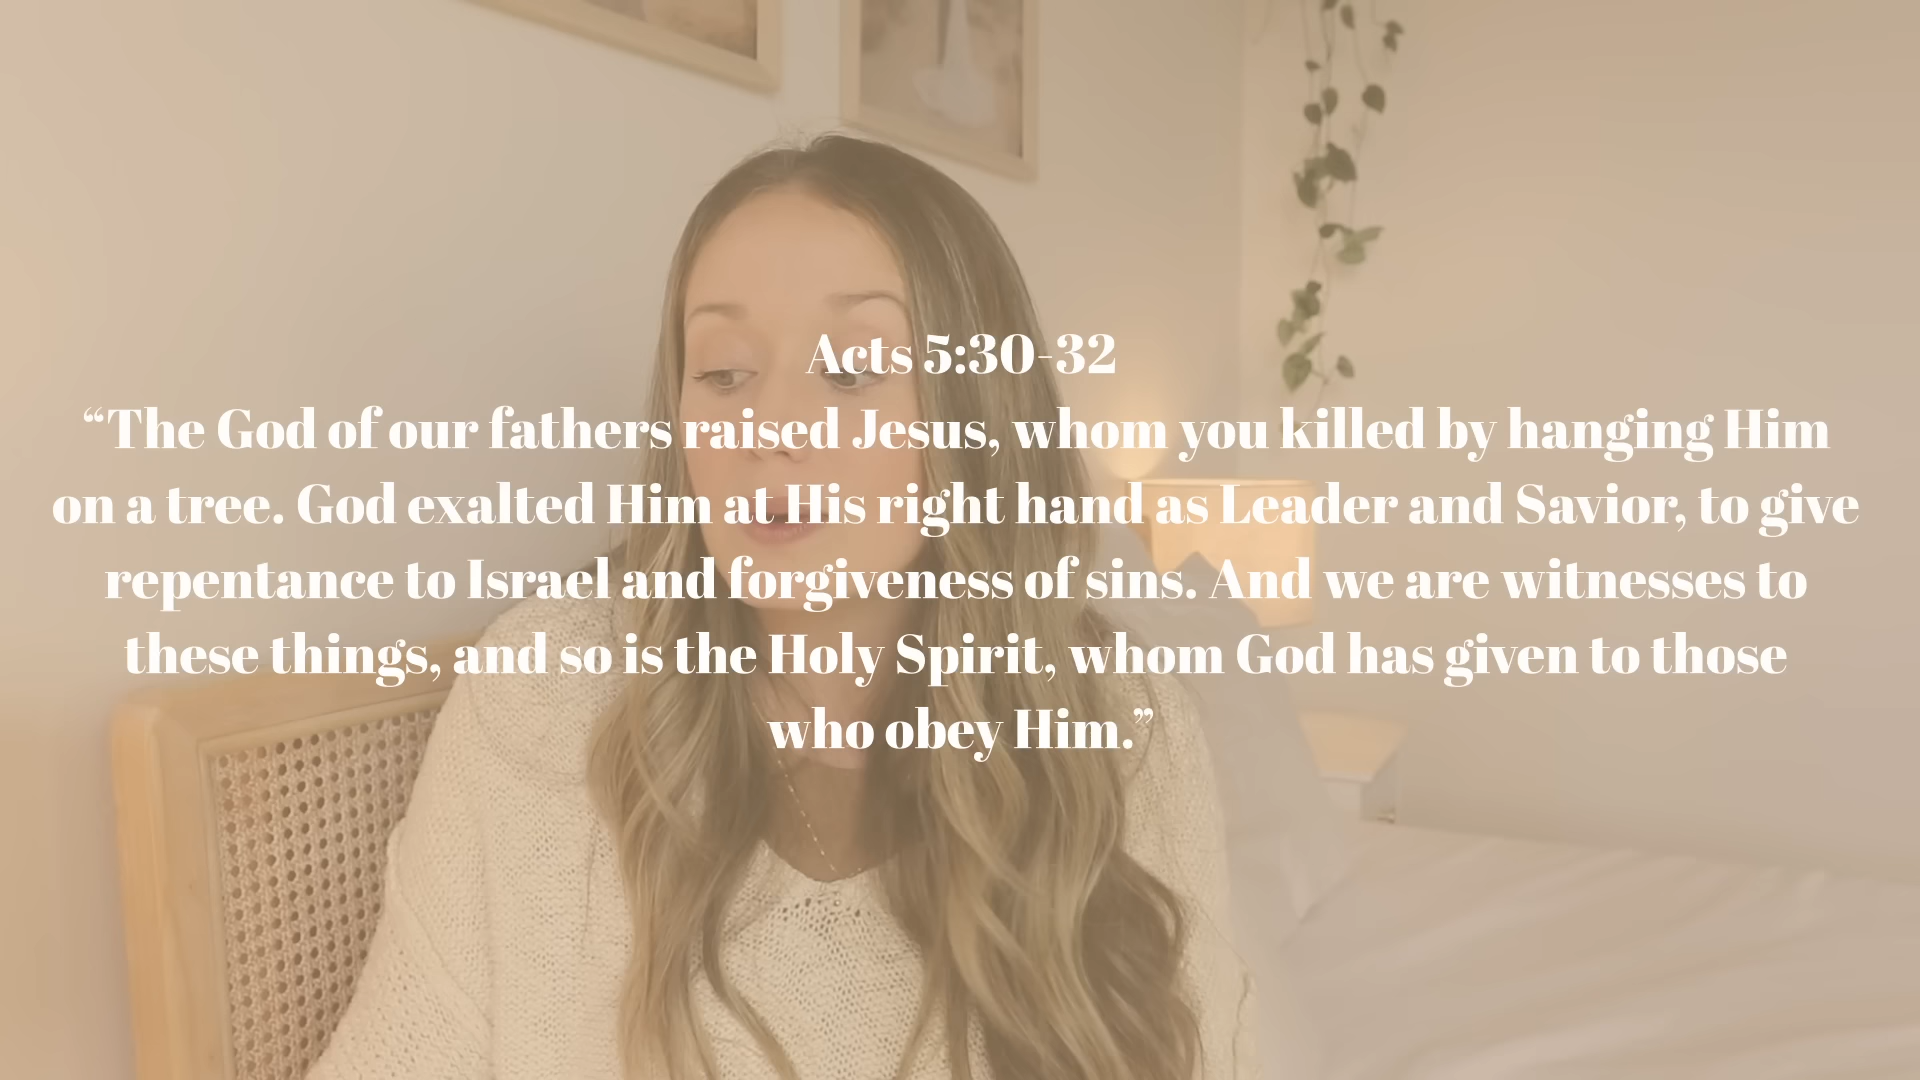 Acts 5:30-32
“The God of our fathers raised Jesus, whom you killed by hanging Him
on a tree. God exalted Him at His right hand as Leader and Savior, to give
repentance to Israel and forgiveness of sins. And we are witnesses to
these things, and so is the Holy Spirit, whom God has given to those
who obey Him.”